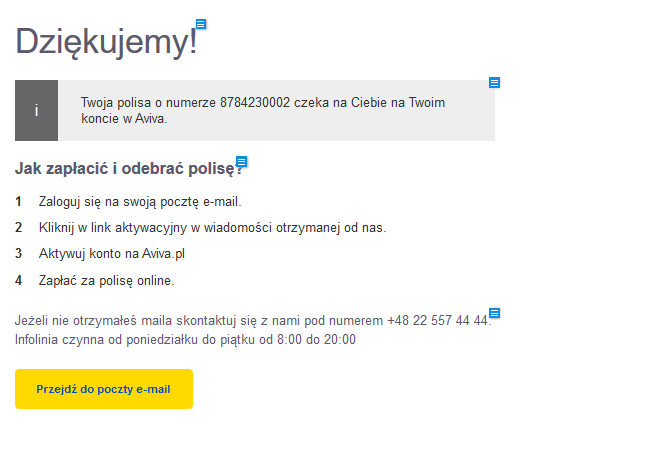 Dziękujemy!
i
Twoja polisa o numerze 8784230002 czeka na Ciebie na Twoim
koncie w Aviva.
Jak zapłacić i odebrać polisę?
1 Zaloguj się na swoją pocztę e-mail.
2 Kliknij w link aktywacyjny w wiadomości otrzymanej od nas.
3 Aktywuj konto na Aviva.pl
4 Zapłać za polisę online.
Jeżeli nie otrzymałeś maila skontaktuj się z nami pod numerem +48 22 557 44 44.
Infolinia czynna od poniedziałku do piątku od 8:00 do 20:00
Przejdź do poczty e-mail